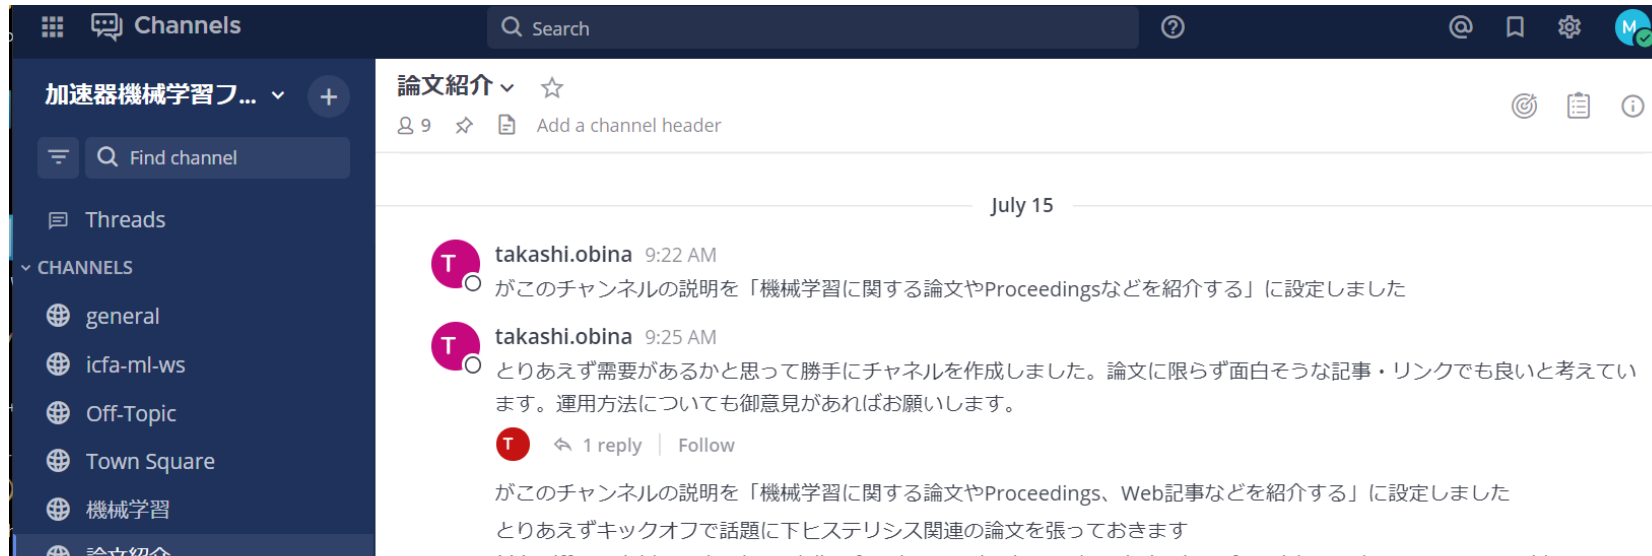 Channels
Search
M
加速器機械学習フ...
Find channel
Threads
CHANNELS
general
icfa-ml-ws
Off-Topic
Town Square
機械学習
論文紹介
論文紹介
9 Add a channel header
July 15
T
takashi.obina 9:22 AM
がこのチャンネルの説明を「機械学習に関する論文やProceedingsなどを紹介する」に設定しました
T
takashi.obina 9:25 AM
とりあえず需要があるかと思って勝手にチャネルを作成しました。論文に限らず面白そうな記事・リンクでも良いと考えてい
ます。運用方法についても御意見があればお願いします。
T 1 reply Follow
がこのチャンネルの説明を「機械学習に関する論文やProceedings、Web記事などを紹介する」に設定しました
とりあえずキックオフで話題に下ヒステリシス関連の論文を張っておきます